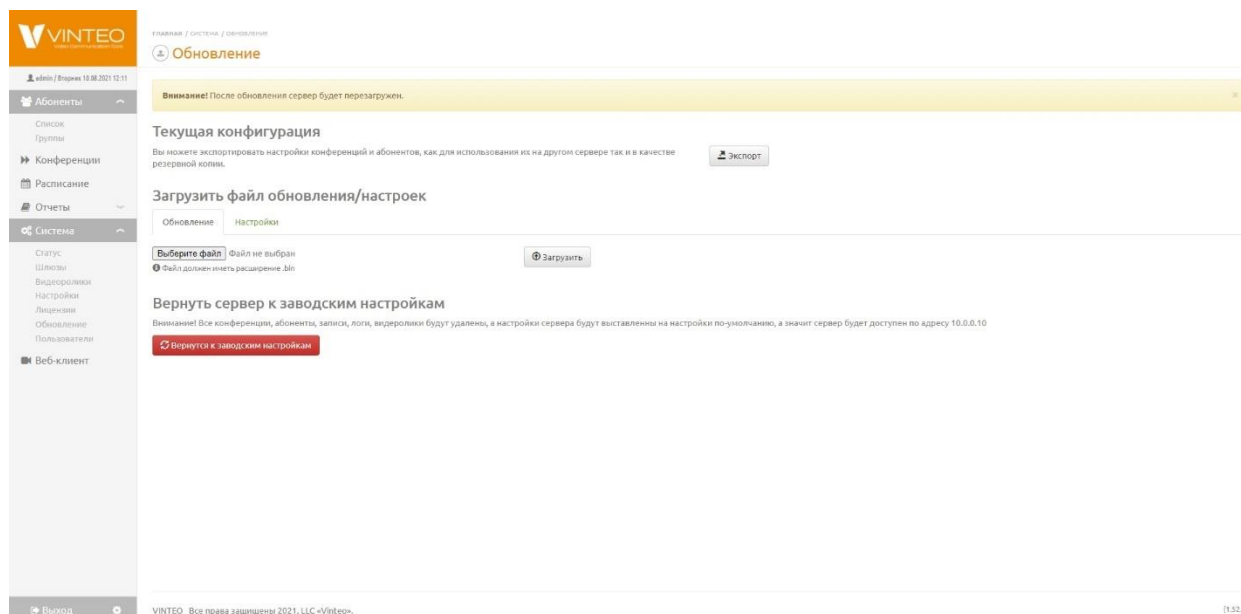 VINTEO
ГЛАВНАЯ / СИСТЕМА / ОБНОВЛЕНИЕ
Обновление
admin / Вторник 10.08.2021 12:11
Внимание! После обновления сервер будет перезагружен.
×
Абоненты
Список
Группы
Конференции
Расписание
Отчеты
Система
Статус
Шлюзы
Видеоролики
Настройки
Лицензии
Обновление
Пользователи
Веб-клиент
Выход
Текущая конфигурация
Вы можете экспортировать настройки конференций и абонентов, как для использования их на другом сервере так и в качестве
резервной копии.
Экспорт
Загрузить файл обновления/настроек
Обновление Настройки
Выберите файл Файл не выбран
Загрузить
Файл должен иметь расширение .bin
Вернуть сервер к заводским настройкам
Внимание! Все конференции, абоненты, записи, логи, видеролики будут удалены, а настройки сервера будут выставленны на настройки по-умолчанию, а значит сервер будет доступен по адресу 10.0.0.10
Вернутся к заводским настройкам
VINTEO Все права защищены 2021, LLC «Vinteo».
[1.52.